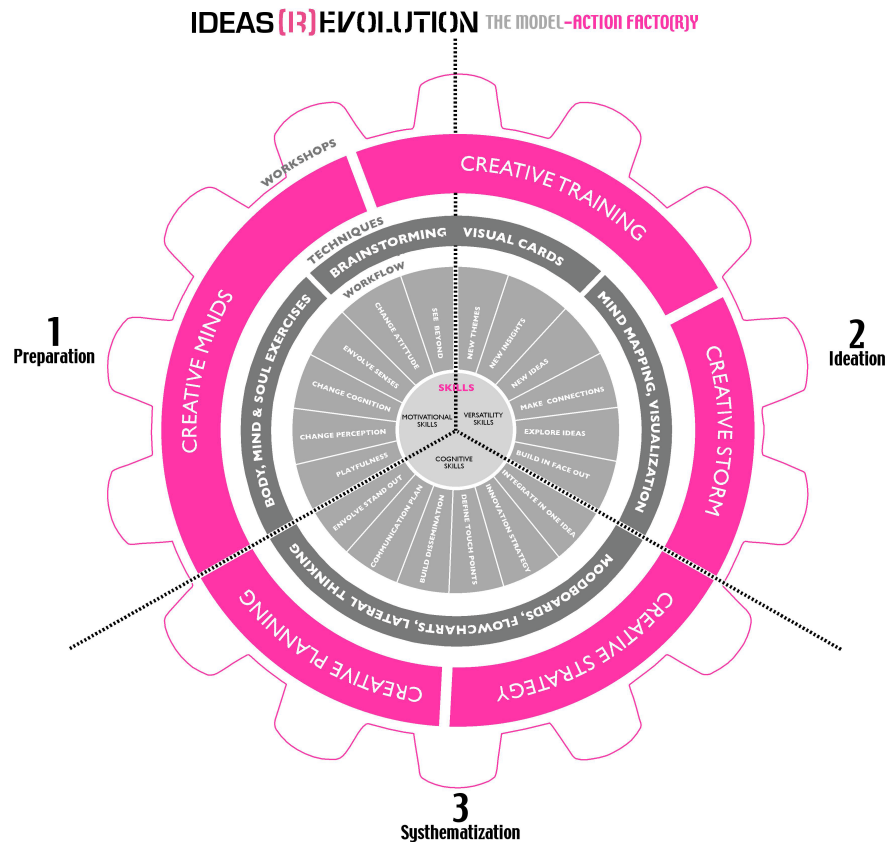 IDEAS(R)EVOLUTION THE MODEL-ACTION FACTO(R)Y
WORKSHOPS
CREATIVE MINDS
CREATIVE TRAINING
CREATIVE STORM
CREATIVE STRATEGY
CREATIVE PLANNING
TECHNIQUES
BODY, MIND & SOUL EXERCISES
BRAINSTORMING
VISUAL CARDS
MIND MAPPING, VISUALIZATION
MOODBOARDS, FLOWCHARTS, LATERAL THINKING
WORKFLOW
PLAYFULNESS
CHANGE PERCEPTION
CHANGE COGNITION
ENVOLVE SENSES
CHANGE ATITTUDE
SEE BEYOND
NEW THEMES
NEW INSIGHTS
NEW IDEAS
MAKE CONNECTIONS
EXPLORE IDEAS
BUILD IN FACE OUT
INTEGRATE IN ONE IDEA
INNOVATION STRATEGY
DEFINE TOUCH POINTS
BUILD DISSEMINATION
COMMUNICATION PLAN
ENVOLVE STAND OUT
SKILLS
MOTIVATIONAL
SKILLS
VERSATILITY
SKILLS
COGNITIVE
SKILLS
1
Preparation
2
Ideation
3
Systhematization